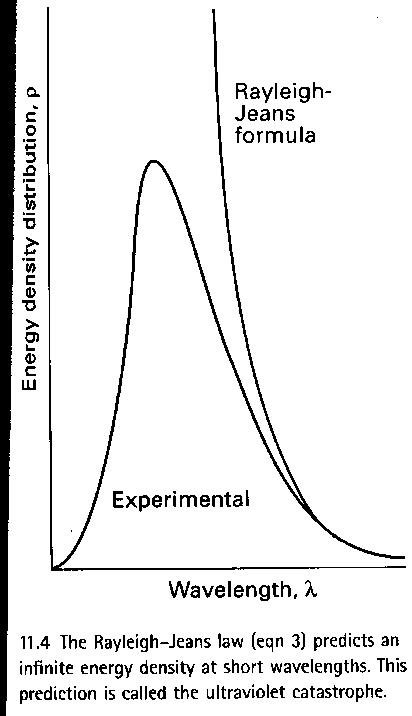 Energy density distribution, ρ
Rayleigh-
Jeans
formula
Experimental
Wavelength, λ
11.4 The Rayleigh–Jeans law (eqn 3) predicts an
infinite energy density at short wavelengths. This
prediction is called the ultraviolet catastrophe.